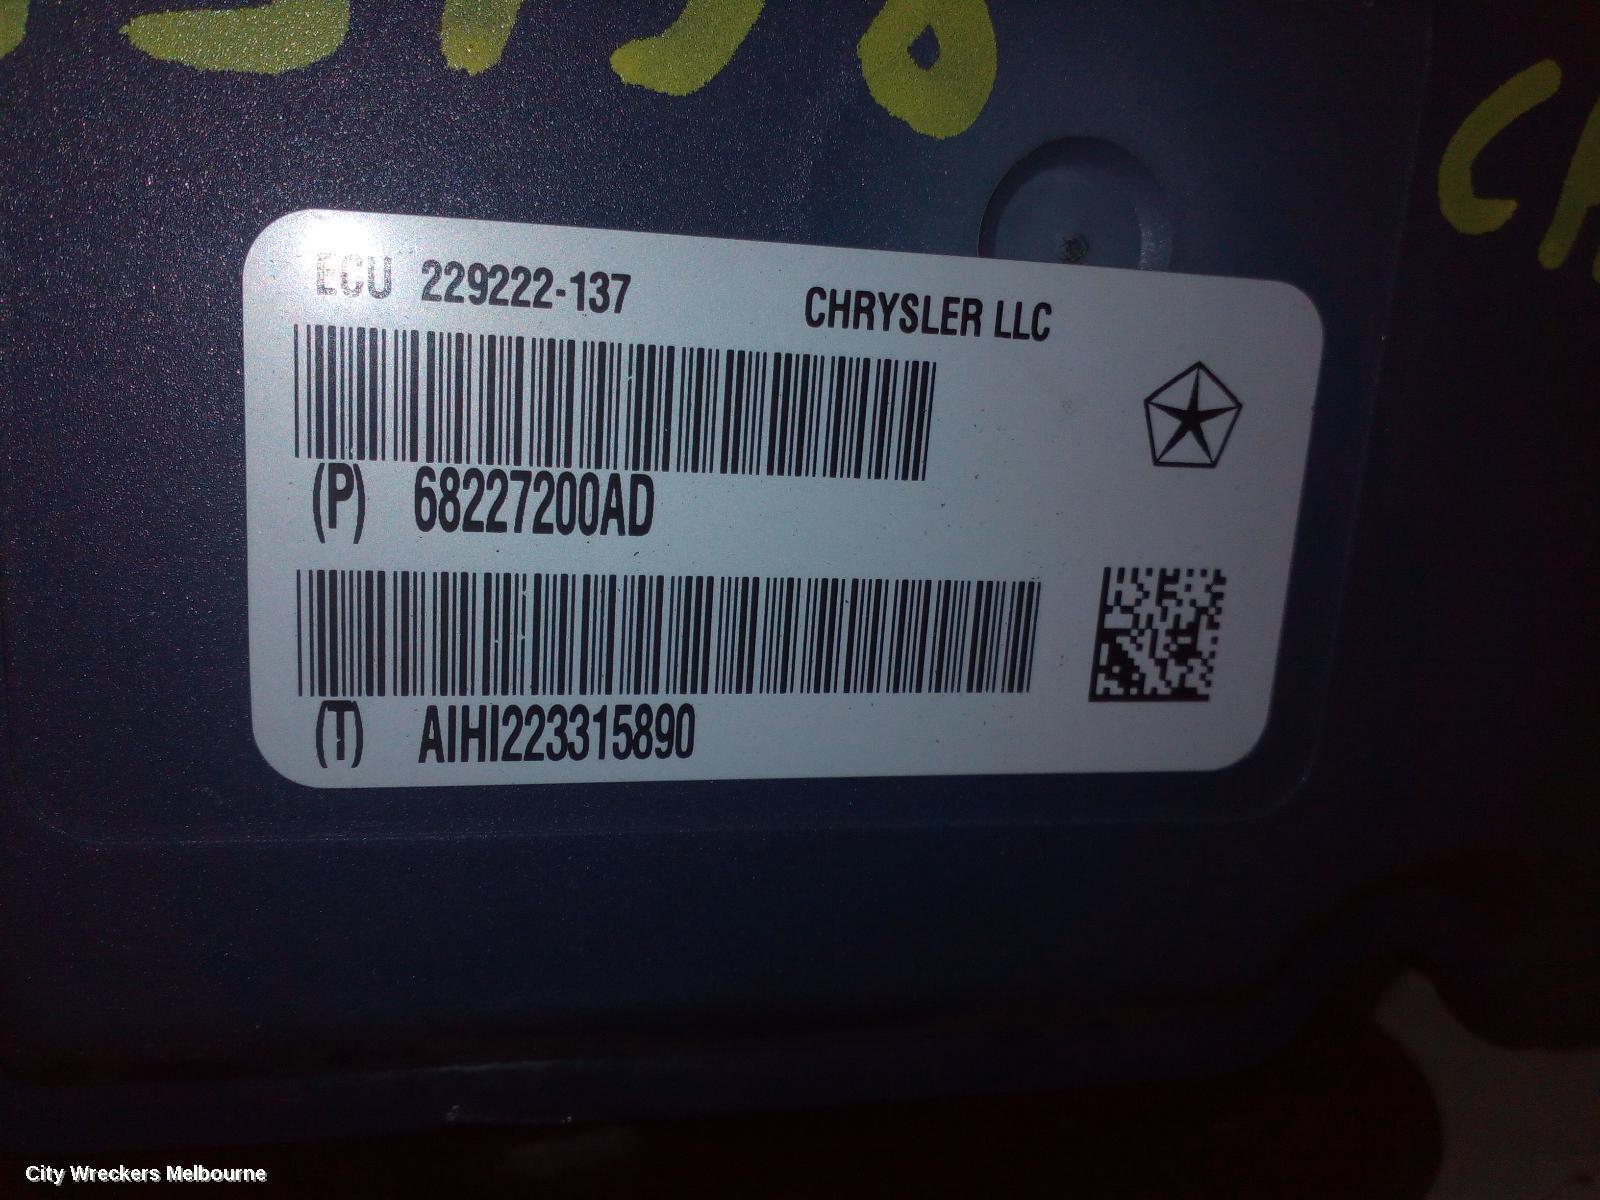 ECU 229222-137 CHRYSLER LLC
(P) 68227200AD
(T) AIHI223315890
City Wreckers Melbourne